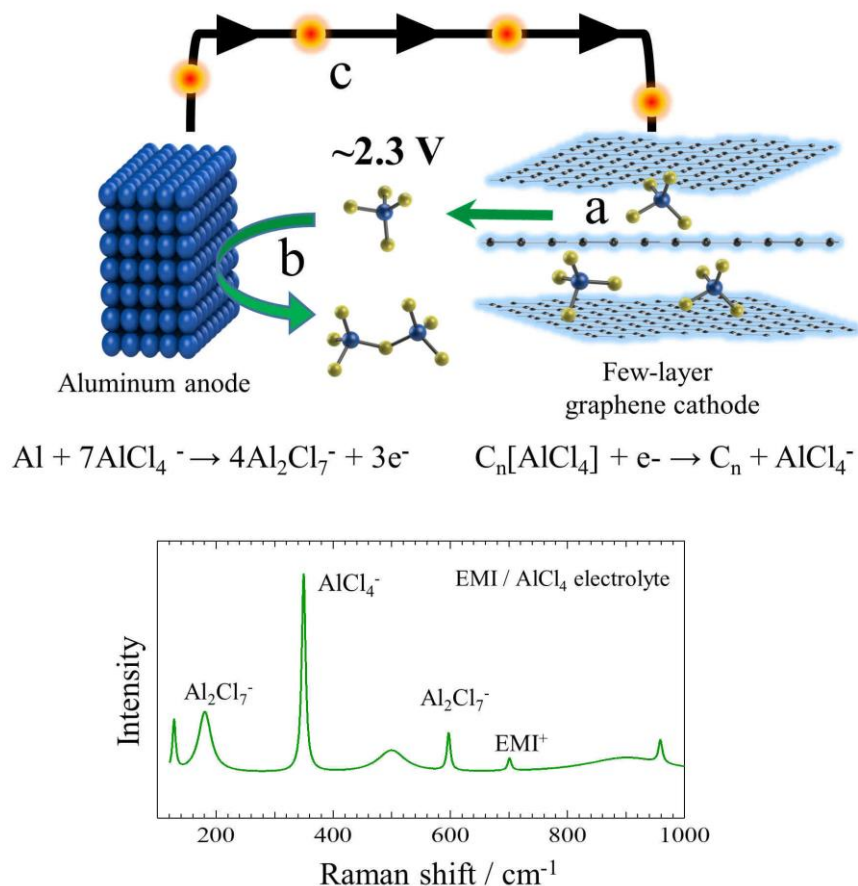 c
~2.3 V
a
b
Aluminum anode
Few-layer
graphene cathode
Al + 7AlCl₄⁻ → 4Al₂Cl₇⁻ + 3e⁻
Cₙ[AlCl₄] + e- → Cₙ + AlCl₄⁻
AlCl₄⁻
EMI / AlCl₄ electrolyte
Al₂Cl₇⁻
Al₂Cl₇⁻
EMI⁺
Intensity
200
400
600
800
1000
Raman shift / cm⁻¹